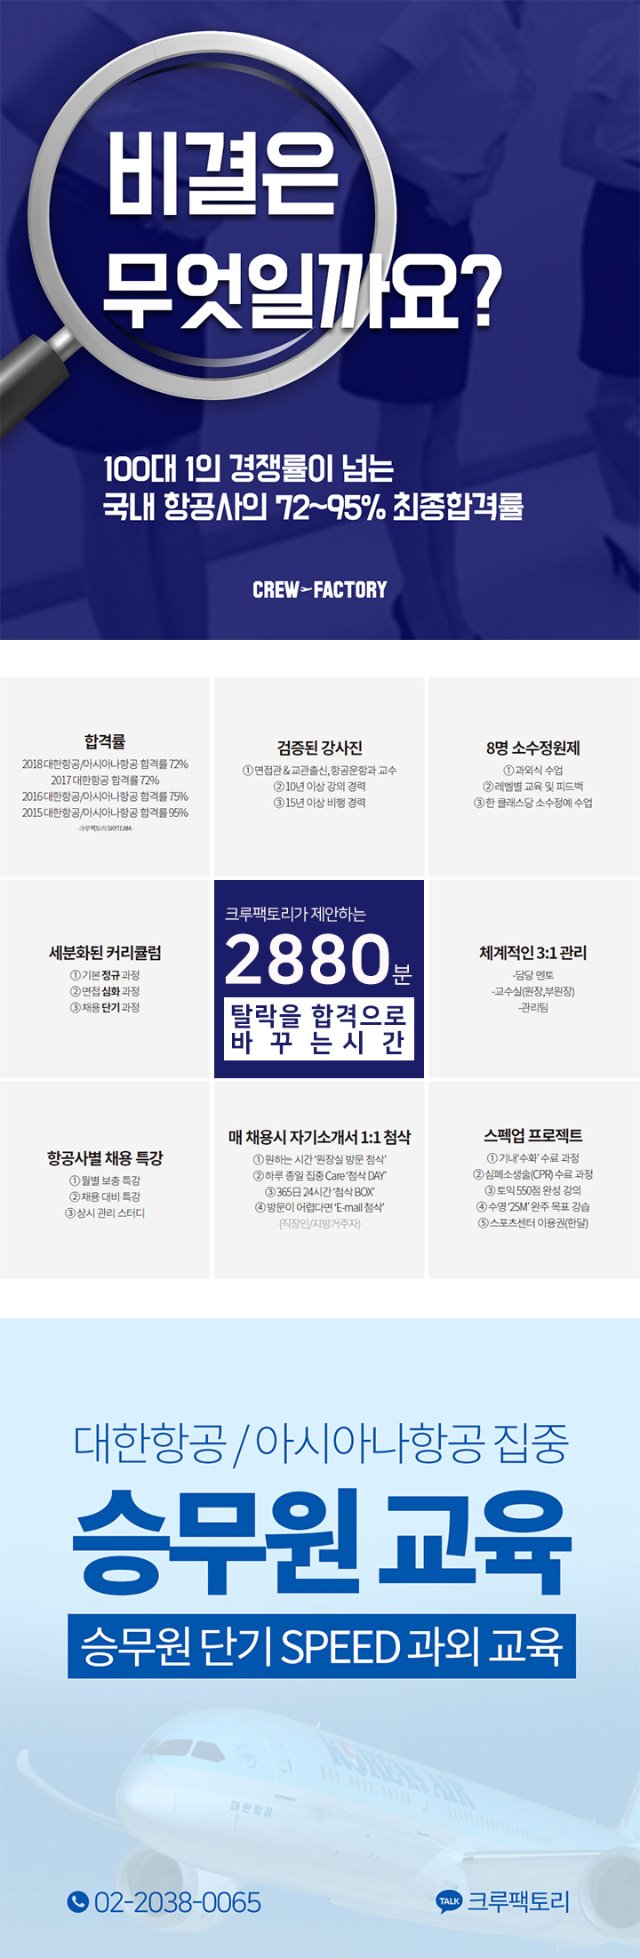 비결은
무엇일까요?
100대 1의 경쟁률이 넘는
국내 항공사의 72~95% 최종합격률
CREW FACTORY
합격률
2018 대한항공/아시아나항공 합격률 72%
2017 대한항공 합격률 72%
2016 대한항공/아시아나항공 합격률 75%
2015 대한항공/아시아나항공 합격률 95%
-크루팩토리 SKYTEAM-
검증된 강사진
①면접관 & 교관출신, 항공운항과 교수
②10년 이상 강의 경력
③15년 이상 비행 경력
8명 소수정원제
①과외식 수업
②레벨별 교육 및 피드백
③한 클래스당 소수정예 수업
세분화된 커리큘럼
①기본 정규 과정
②면접 심화 과정
③채용 단기 과정
크루팩토리가 제안하는
2880분
탈락을 합격으로
바 꾸 는 시 간
체계적인 3:1 관리
-담당 멘토
-교수실(원장,부원장)
-관리팀
항공사별 채용 특강
①월별 보충 특강
②채용 대비 특강
③상시 관리 스터디
매 채용시 자기소개서 1:1 첨삭
①원하는 시간 '원장실 방문 첨삭'
②하루 종일 집중 Care '첨삭 DAY'
③365일 24시간 '첨삭 BOX'
④방문이 어렵다면 'E-mail 첨삭'
(직장인/지방거주자)
스펙업 프로젝트
①기내'수화' 수료 과정
②심폐소생술(CPR) 수료 과정
③토익 550점 완성 강의
④수영 '25M' 완주 목표 강습
⑤스포츠센터 이용권(한달)
대한항공 / 아시아나항공 집중
승무원 교육
승무원 단기 SPEED 과외 교육
KOREAN AIR
대한항공
02-2038-0065
TALK 크루팩토리